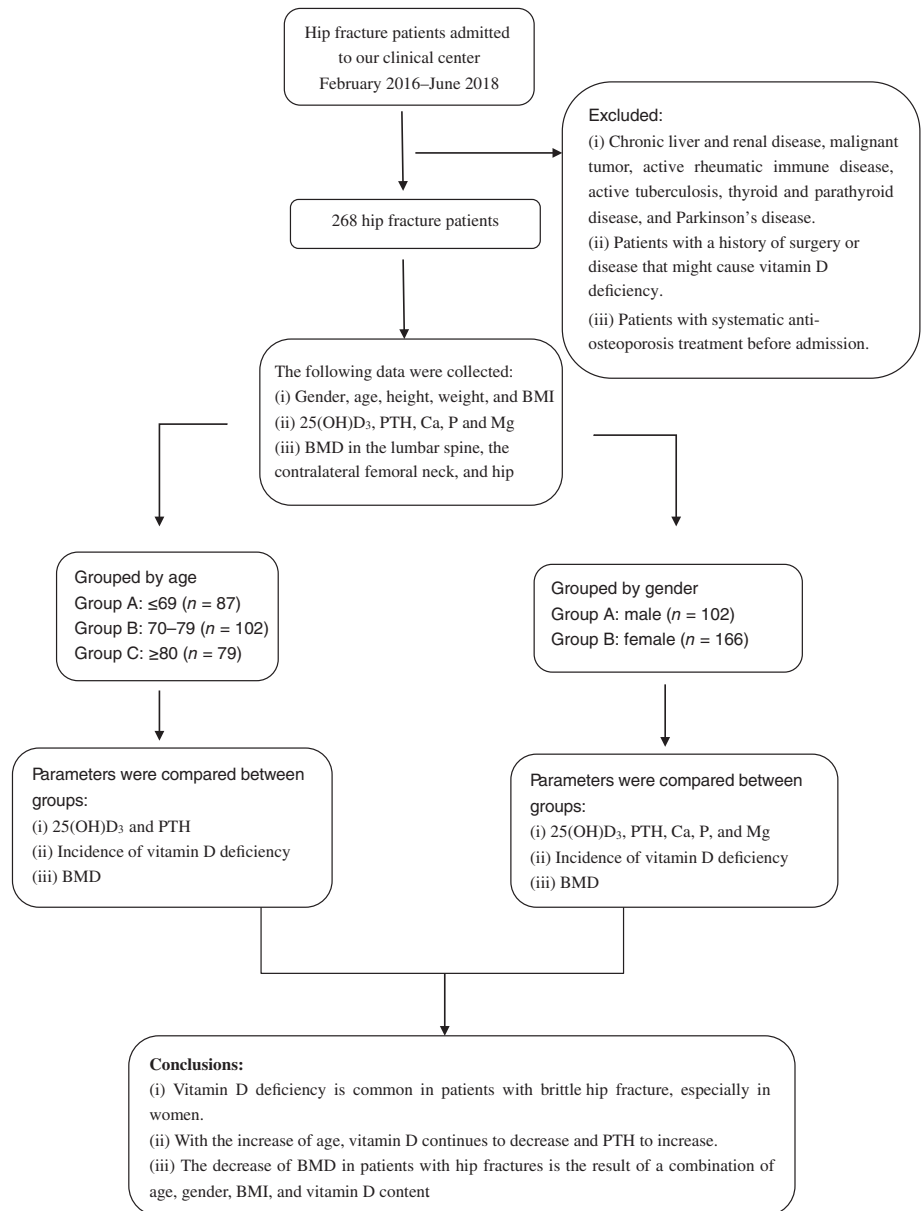 Hip fracture patients admitted
to our clinical center
February 2016–June 2018
Excluded:
(i) Chronic liver and renal disease, malignant
tumor, active rheumatic immune disease,
active tuberculosis, thyroid and parathyroid
disease, and Parkinson's disease.
(ii) Patients with a history of surgery or
disease that might cause vitamin D
deficiency.
(iii) Patients with systematic anti-
osteoporosis treatment before admission.
268 hip fracture patients
The following data were collected:
(i) Gender, age, height, weight, and BMI
(ii) 25(OH)D₃, PTH, Ca, P and Mg
(iii) BMD in the lumbar spine, the
contralateral femoral neck, and hip
Grouped by age
Group A: ≤69 (n = 87)
Group B: 70–79 (n = 102)
Group C: ≥80 (n = 79)
Grouped by gender
Group A: male (n = 102)
Group B: female (n = 166)
Parameters were compared between
groups:
(i) 25(OH)D₃ and PTH
(ii) Incidence of vitamin D deficiency
(iii) BMD
Parameters were compared between
groups:
(i) 25(OH)D₃, PTH, Ca, P, and Mg
(ii) Incidence of vitamin D deficiency
(iii) BMD
Conclusions:
(i) Vitamin D deficiency is common in patients with brittle hip fracture, especially in
women.
(ii) With the increase of age, vitamin D continues to decrease and PTH to increase.
(iii) The decrease of BMD in patients with hip fractures is the result of a combination of
age, gender, BMI, and vitamin D content